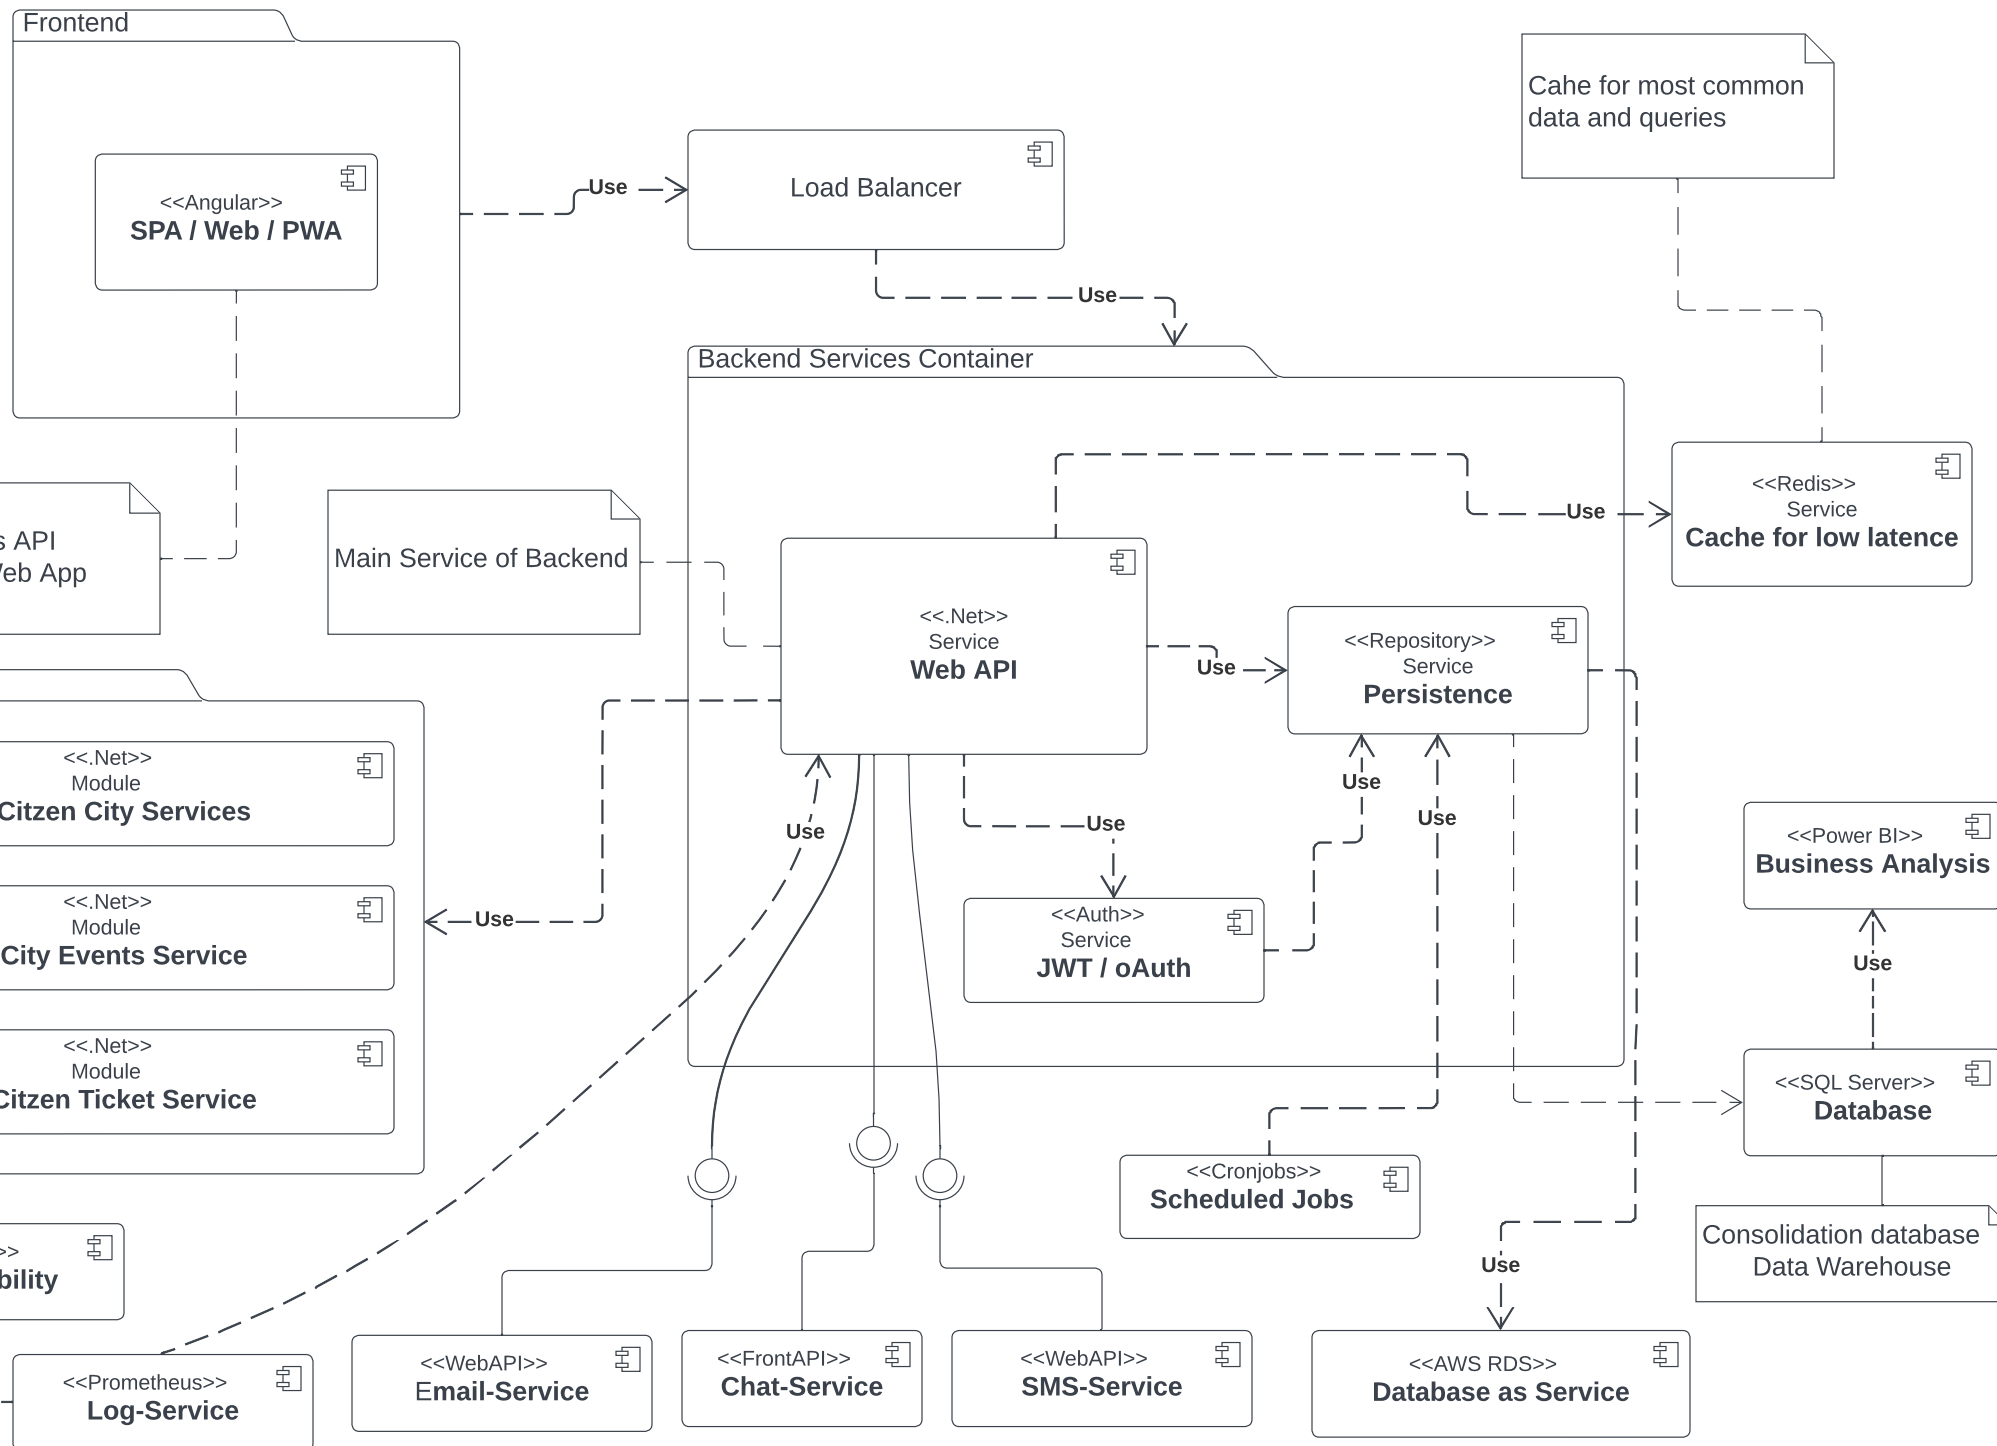 Frontend
<<Angular>>
SPA / Web / PWA
Use
Load Balancer
Use
Cahe for most common
data and queries
Backend Services Container
Use
<<Redis>>
Service
Cache for low latence
s API
Web App
Main Service of Backend
<<.Net>>
Service
Web API
Use
<<Repository>>
Service
Persistence
<<.Net>>
Module
Citzen City Services
<<.Net>>
Module
City Events Service
<<.Net>>
Module
Citzen Ticket Service
Use
Use
Use
Use
Use
<<Auth>>
Service
JWT / oAuth
<<Power BI>>
Business Analysis
Use
<<SQL Server>>
Database
Consolidation database
Data Warehouse
<<Cronjobs>>
Scheduled Jobs
Use
>>
bility
<<Prometheus>>
Log-Service
<<WebAPI>>
Email-Service
<<FrontAPI>>
Chat-Service
<<WebAPI>>
SMS-Service
<<AWS RDS>>
Database as Service